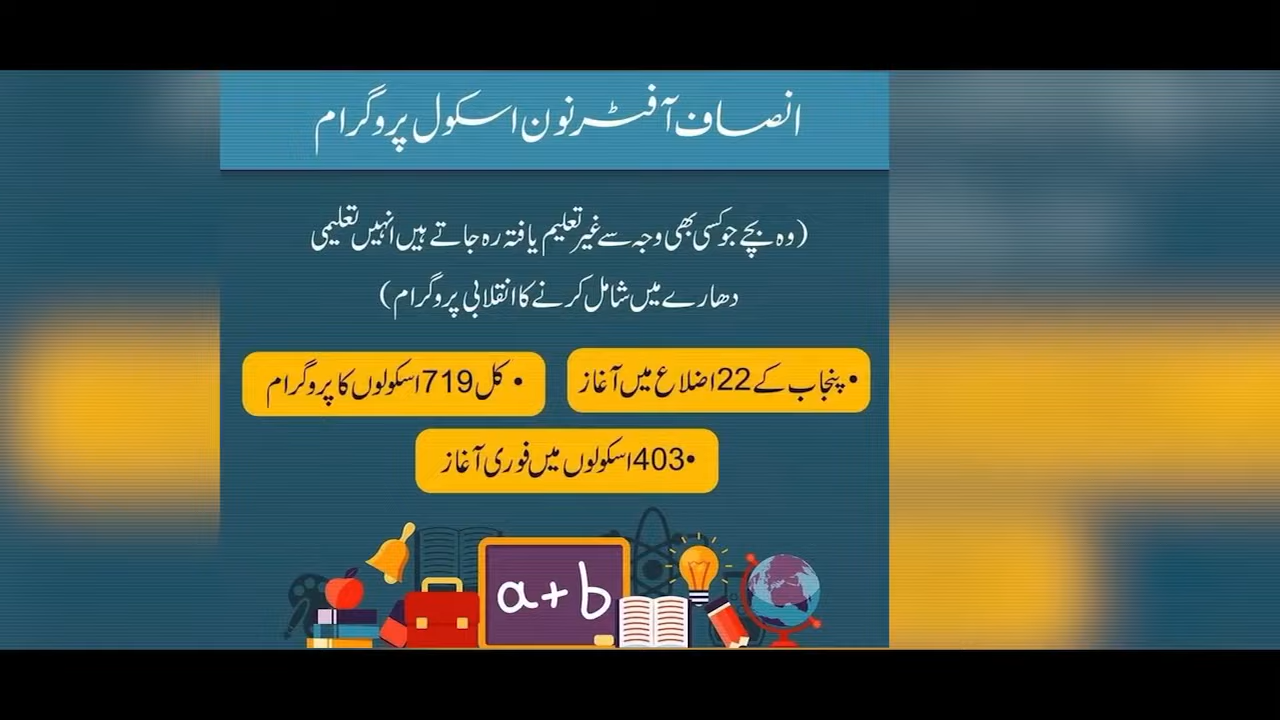 انصاف آفٹر نون اسکول پروگرام
(وہ بچے جو کسی بھی وجہ سے غیر تعلیم یافتہ رہ جاتے ہیں انہیں تعلیمی
دھارے میں شامل کرنے کا انقلابی پروگرام)
• پنجاب کے 22 اضلاع میں آغاز
• کل 719 اسکولوں کا پروگرام
• 403 اسکولوں میں فوری آغاز
a+b